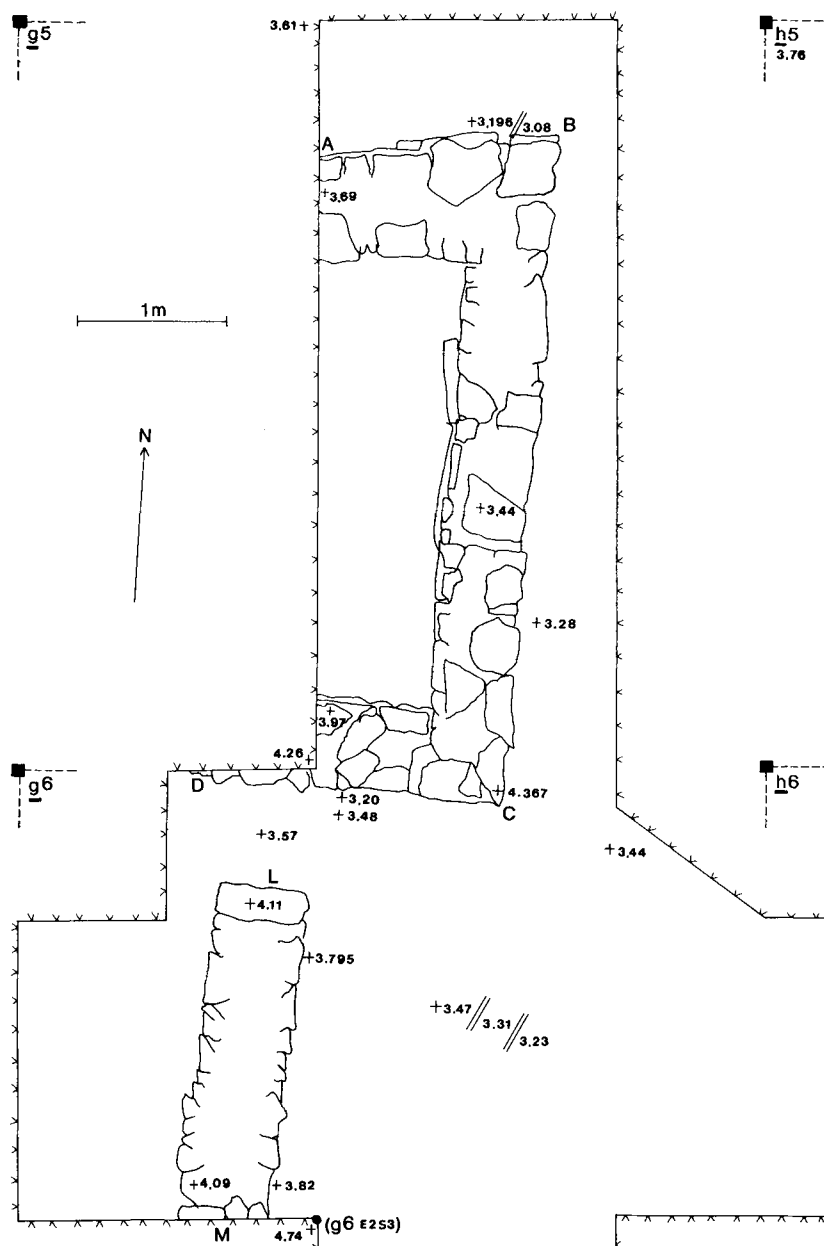 3.61 +
g5
h5
3.76
+3.196
3.08
B
A
+3.69
1m
N
+3.44
+3.28
+
3.97
4.26 +
g6
h6
D
+3.20
+3.48
+4.367
C
+3.57
+3.44
L
+4.11
+3.795
+3.47
3.31
3.23
+4.09
+3.82
M
4.74 +
(g6 E2S3)